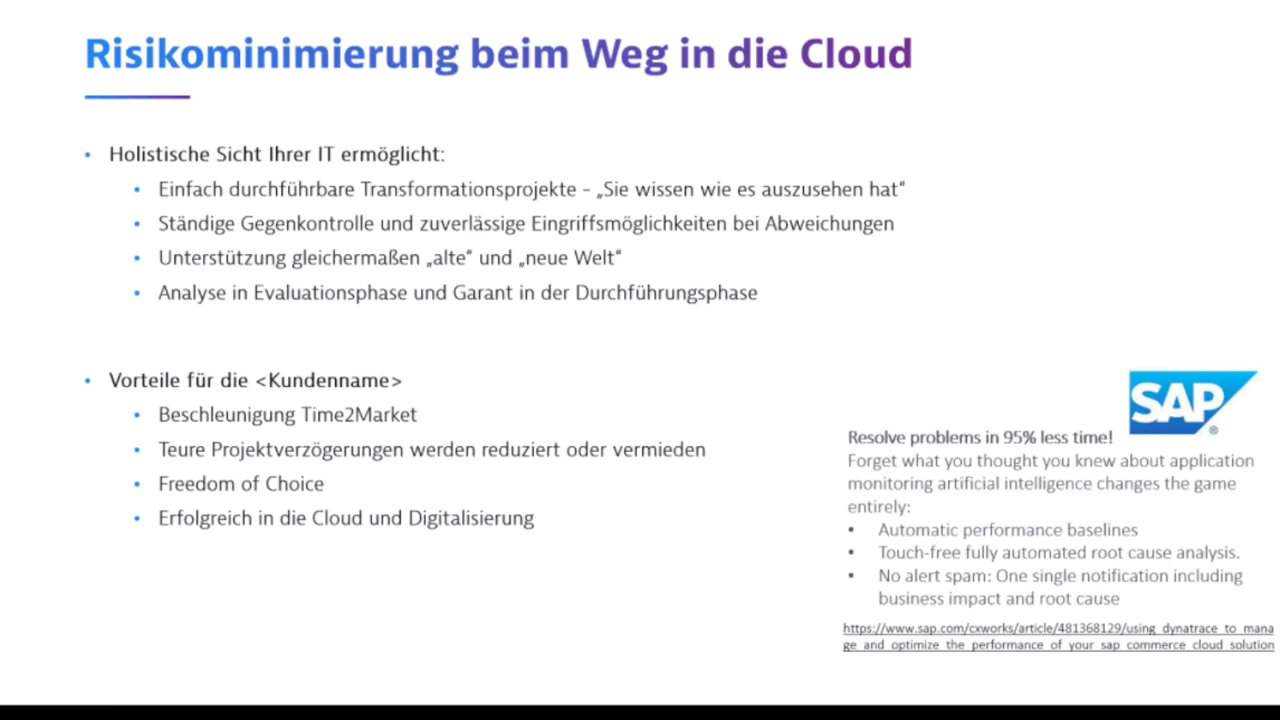 Risikominimierung beim Weg in die Cloud
• Holistische Sicht Ihrer IT ermöglicht:
• Einfach durchführbare Transformationsprojekte - „Sie wissen wie es auszusehen hat“
• Ständige Gegenkontrolle und zuverlässige Eingriffsmöglichkeiten bei Abweichungen
• Unterstützung gleichermaßen „alte“ und „neue Welt“
• Analyse in Evaluationsphase und Garant in der Durchführungsphase
• Vorteile für die <Kundenname>
• Beschleunigung Time2Market
• Teure Projektverzögerungen werden reduziert oder vermieden
• Freedom of Choice
• Erfolgreich in die Cloud und Digitalisierung
SAP®
Resolve problems in 95% less time!
Forget what you thought you knew about application
monitoring artificial intelligence changes the game
entirely:
• Automatic performance baselines
• Touch-free fully automated root cause analysis.
• No alert spam: One single notification including
business impact and root cause
https://www.sap.com/cxworks/article/481368129/using_dynatrace_to_mana
ge_and_optimize_the_performance_of_your_sap_commerce_cloud_solution